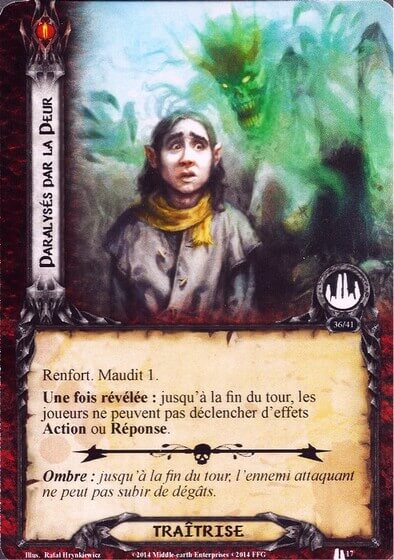 Paralysés par la Peur
36/41
Renfort. Maudit 1.
Une fois révélée : jusqu'à la fin du tour, les
joueurs ne peuvent pas déclencher d'effets
Action ou Réponse.
Ombre : jusqu'à la fin du tour, l'ennemi attaquant
ne peut pas subir de dégâts.
TRAÎTRISE
Illus. Rafał Hrynkiewicz ©2014 Middle-earth Enterprises ©2014 FFG 17